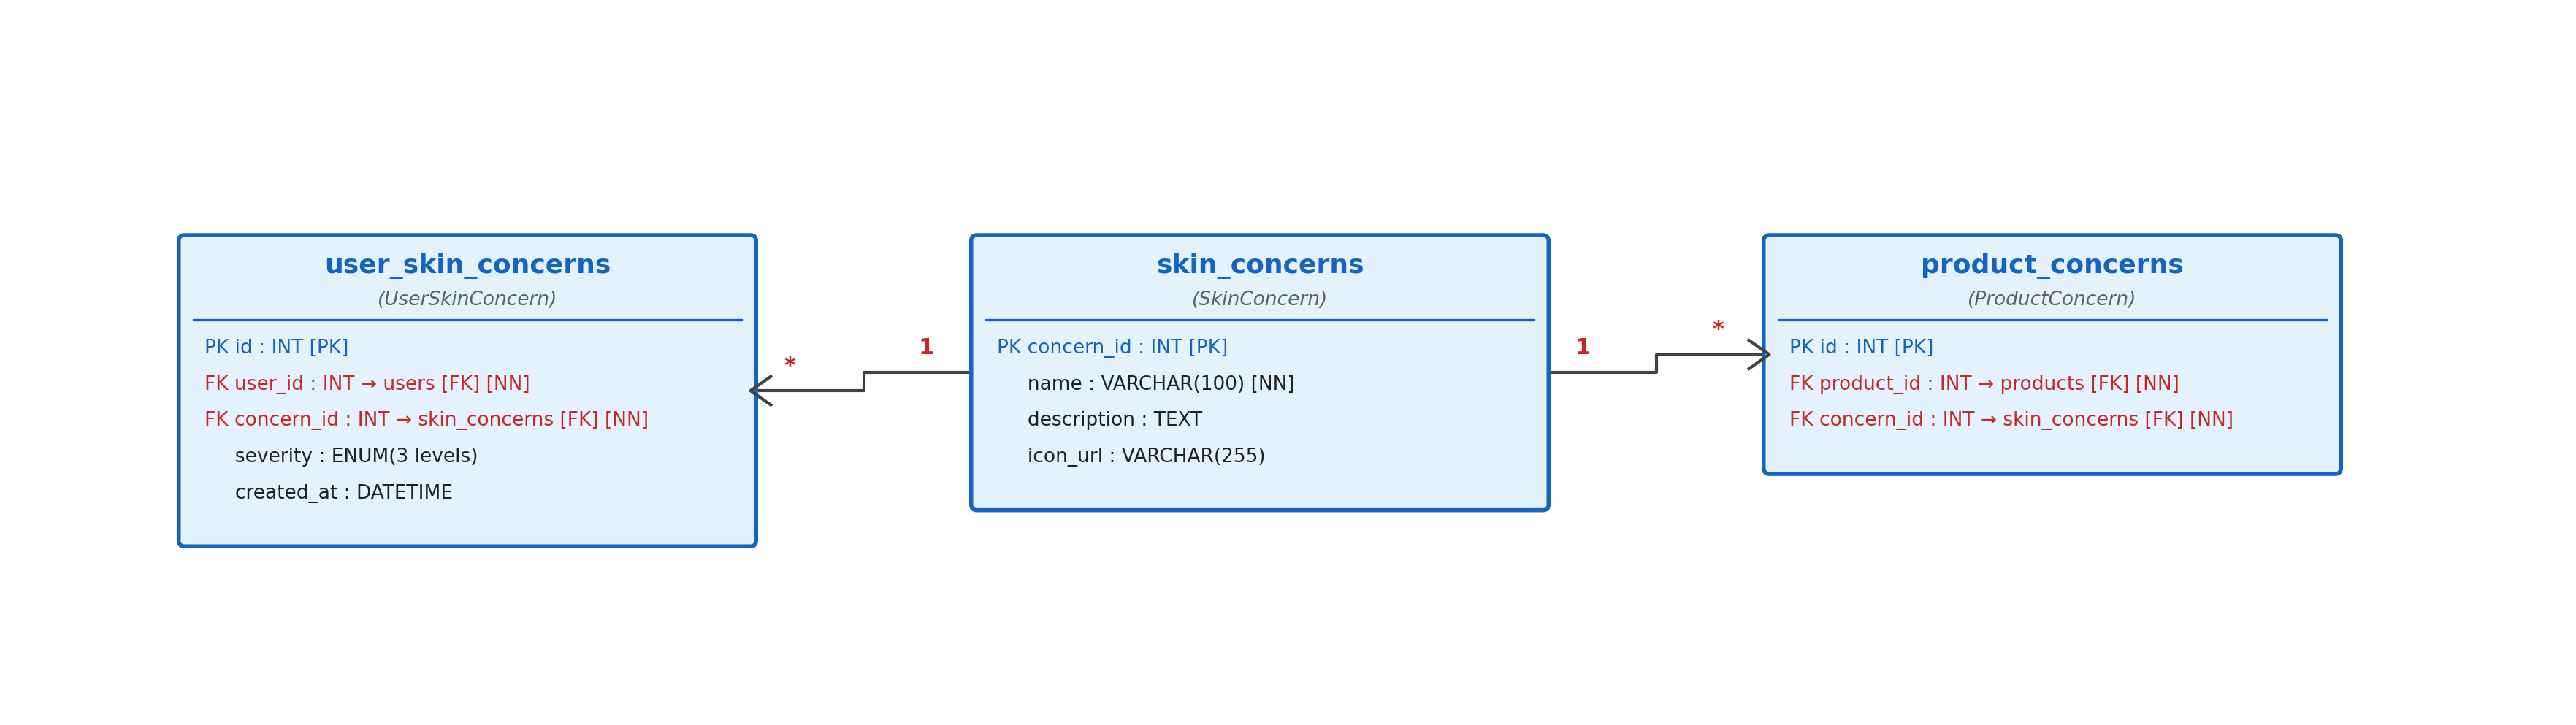 user_skin_concerns
(UserSkinConcern)
PK id : INT [PK]
FK user_id : INT → users [FK] [NN]
FK concern_id : INT → skin_concerns [FK] [NN]
severity : ENUM(3 levels)
created_at : DATETIME
*
1
skin_concerns
(SkinConcern)
PK concern_id : INT [PK]
name : VARCHAR(100) [NN]
description : TEXT
icon_url : VARCHAR(255)
1
*
product_concerns
(ProductConcern)
PK id : INT [PK]
FK product_id : INT → products [FK] [NN]
FK concern_id : INT → skin_concerns [FK] [NN]